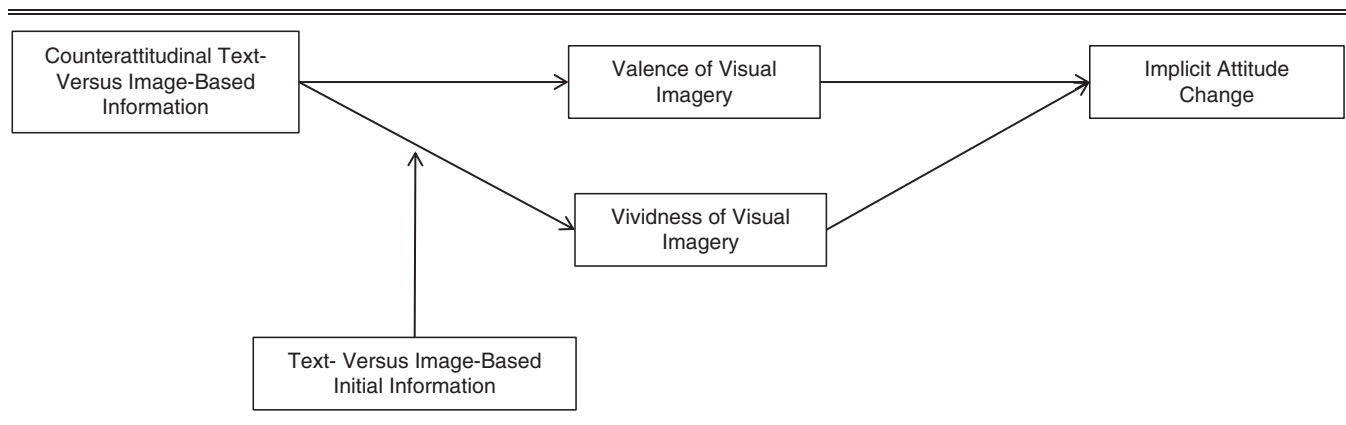 Counterattitudinal Text-
Versus Image-Based
Information
Valence of Visual
Imagery
Implicit Attitude
Change
Vividness of Visual
Imagery
Text- Versus Image-Based
Initial Information